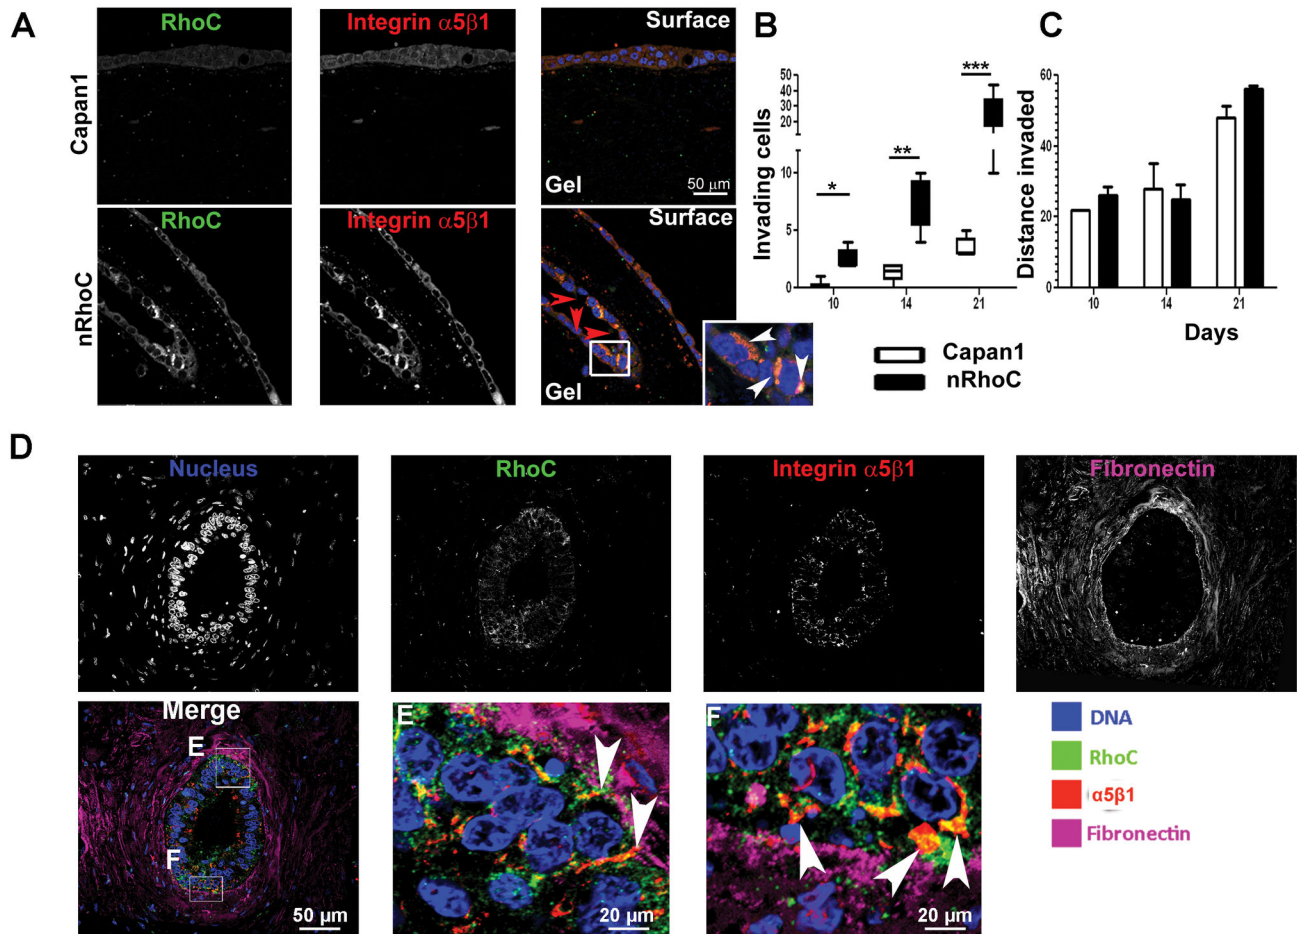 A
RhoC
Integrin α5β1
Surface
Capan1
Gel
50 µm
RhoC
Integrin α5β1
Surface
nRhoC
Gel
B
Invading cells
50
40
30
20
10
5
0
*
**
***
10
14
21
C
Distance invaded
60
40
20
0
10
14
21
Days
Capan1
nRhoC
D
Nucleus
RhoC
Integrin α5β1
Fibronectin
Merge
E
F
50 µm
E
20 µm
F
20 µm
DNA
RhoC
α5β1
Fibronectin